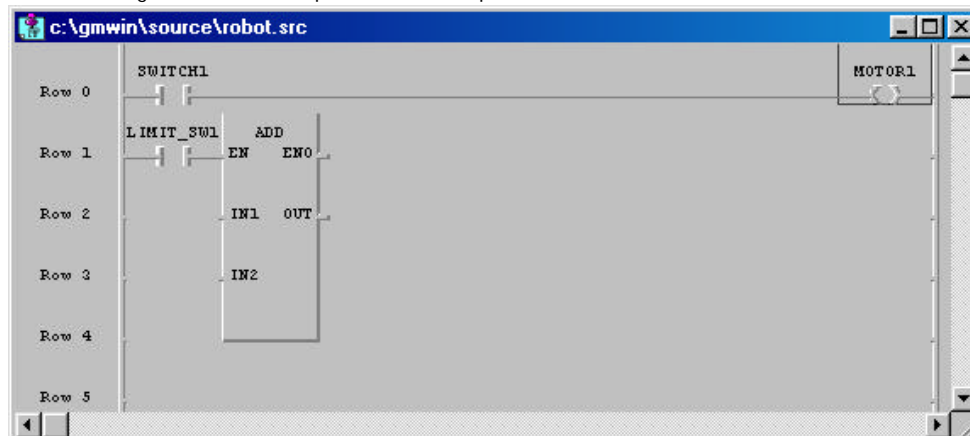 c:\gmwin\source\robot.src
SWITCH1 MOTOR1
Row 0
LIMIT_SW1 ADD
Row 1 EN ENO
Row 2 IN1 OUT
Row 3 IN2
Row 4
Row 5